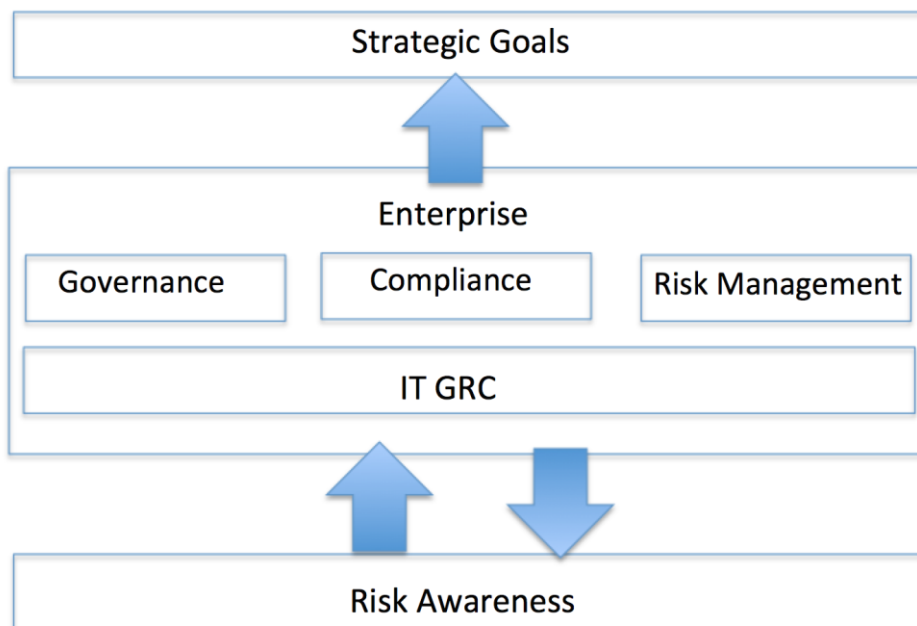 Strategic Goals
Enterprise
Governance
Compliance
Risk Management
IT GRC
Risk Awareness